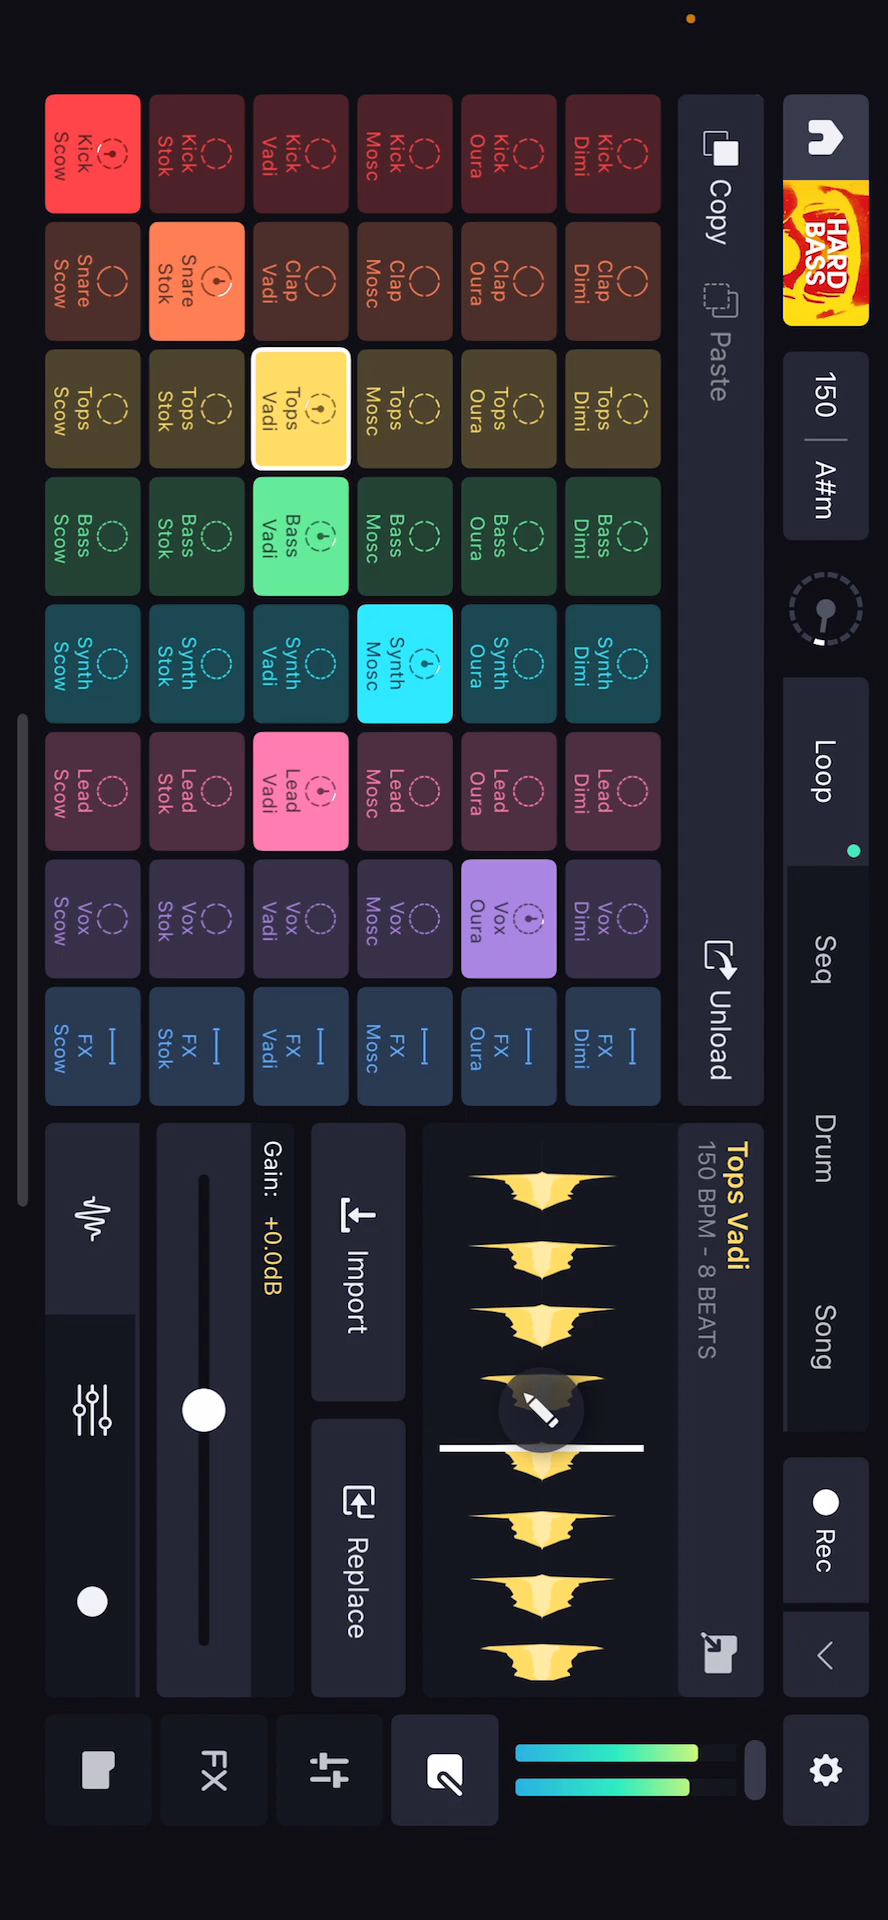 HARD
BASS
150
A#m
Loop
Seq
Drum
Song
Rec
Copy
Paste
Unload
Kick
Dimi
Clap
Dimi
Tops
Dimi
Bass
Dimi
Synth
Dimi
Lead
Dimi
Vox
Dimi
FX
Dimi
Kick
Oura
Clap
Oura
Tops
Oura
Bass
Oura
Synth
Oura
Lead
Oura
Vox
Oura
FX
Oura
Kick
Mosc
Clap
Mosc
Tops
Mosc
Bass
Mosc
Synth
Mosc
Lead
Mosc
Vox
Mosc
FX
Mosc
Kick
Vadi
Clap
Vadi
Tops
Vadi
Bass
Vadi
Synth
Vadi
Lead
Vadi
Vox
Vadi
FX
Vadi
Kick
Stok
Snare
Stok
Tops
Stok
Bass
Stok
Synth
Stok
Lead
Stok
Vox
Stok
FX
Stok
Kick
Scow
Snare
Scow
Tops
Scow
Bass
Scow
Synth
Scow
Lead
Scow
Vox
Scow
FX
Scow
Tops Vadi
150 BPM - 8 BEATS
Import
Replace
Gain: +0.0dB
FX